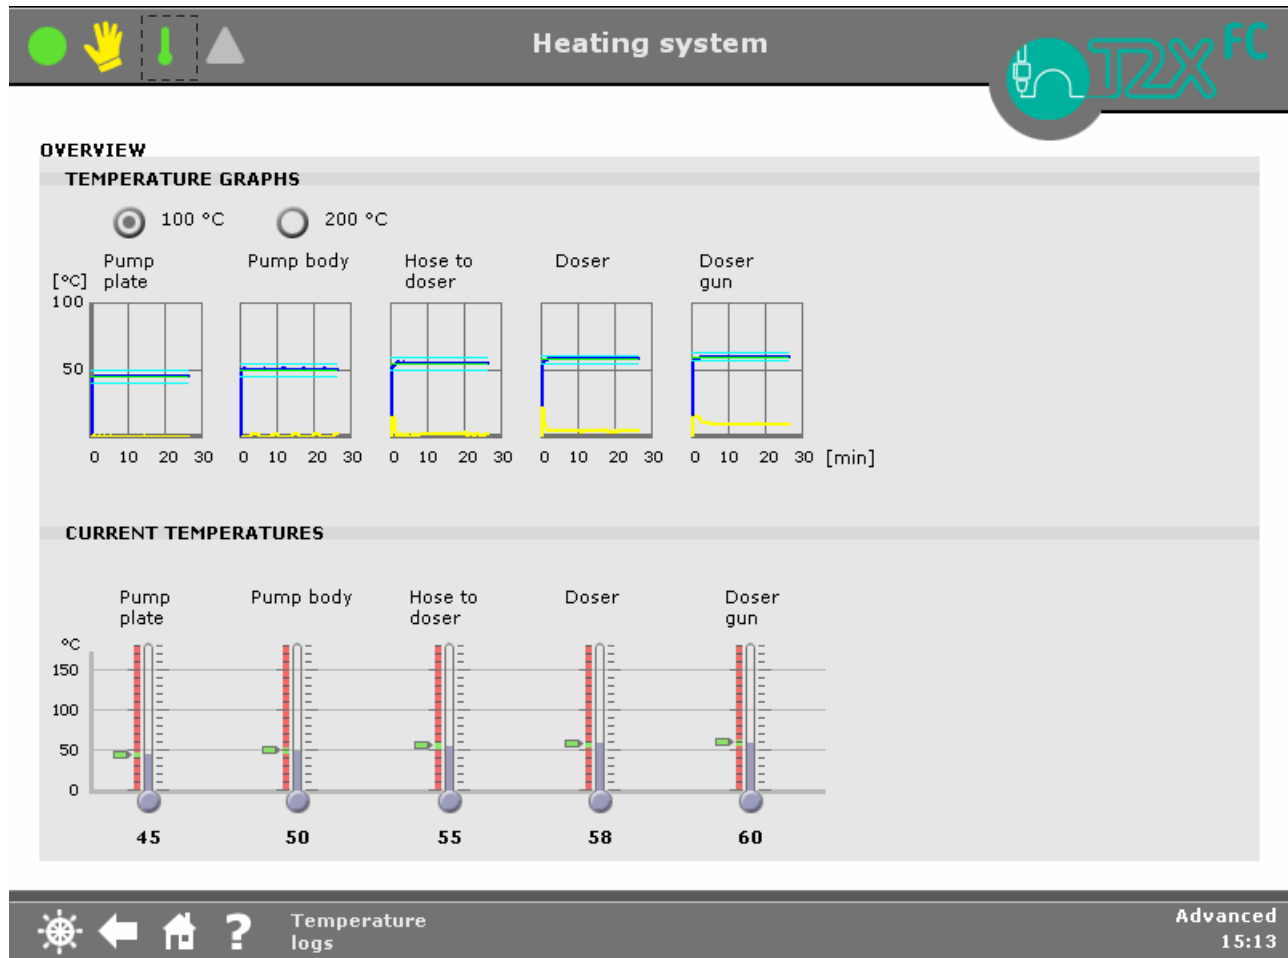 Heating system
T2X FC
OVERVIEW
TEMPERATURE GRAPHS
100 °C 200 °C
Pump plate Pump body Hose to doser Doser Doser gun
[°C]
100
50
0 10 20 30 0 10 20 30 0 10 20 30 0 10 20 30 0 10 20 30 [min]
CURRENT TEMPERATURES
Pump plate Pump body Hose to doser Doser Doser gun
°C
150
100
50
0
45 50 55 58 60
?
Temperature
logs
Advanced
15:13